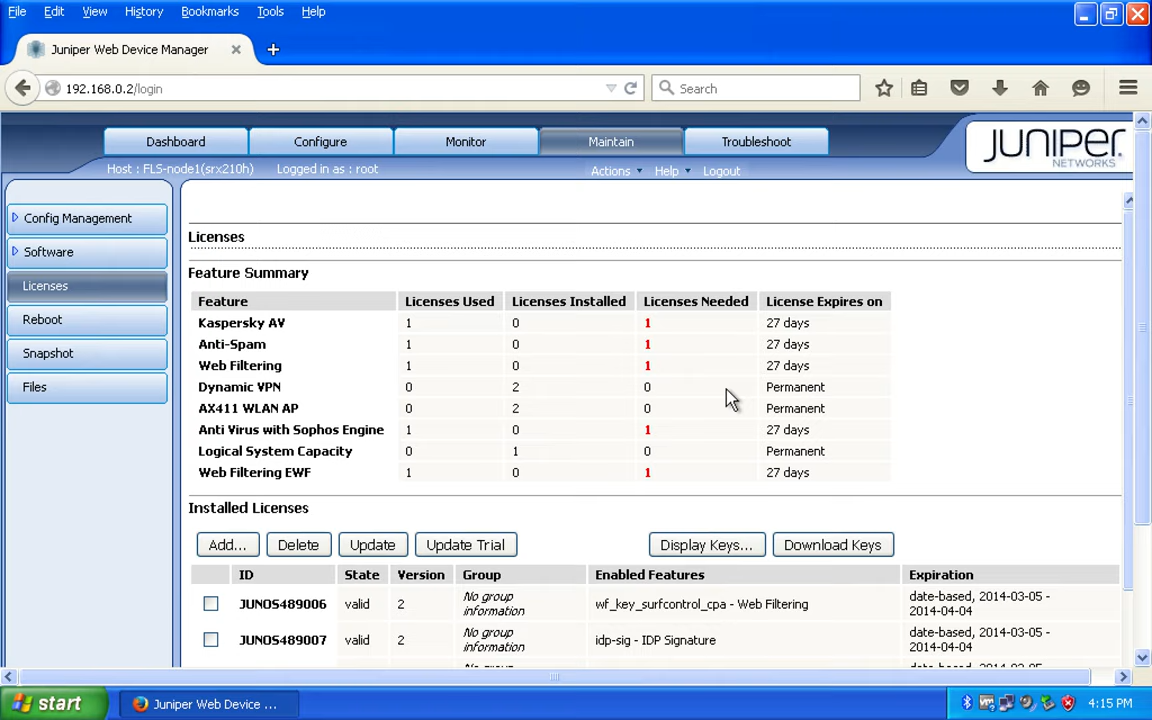 File Edit View History Bookmarks Tools Help
Juniper Web Device Manager
192.168.0.2/login
Search
Dashboard Configure Monitor Maintain Troubleshoot
JUNIPER
NETWORKS
Host : FLS-node1(srx210h) Logged in as : root
Actions Help Logout
Config Management
Software
Licenses
Reboot
Snapshot
Files
Licenses
Feature Summary
Feature Licenses Used Licenses Installed Licenses Needed License Expires on
Kaspersky AV 1 0 1 27 days
Anti-Spam 1 0 1 27 days
Web Filtering 1 0 1 27 days
Dynamic VPN 0 2 0 Permanent
AX411 WLAN AP 0 2 0 Permanent
Anti Virus with Sophos Engine 1 0 1 27 days
Logical System Capacity 0 1 0 Permanent
Web Filtering EWF 1 0 1 27 days
Installed Licenses
Add... Delete Update Update Trial Display Keys... Download Keys
ID State Version Group Enabled Features Expiration
JUNOS489006 valid 2 No group information wf_key_surfcontrol_cpa - Web Filtering date-based, 2014-03-05 - 2014-04-04
JUNOS489007 valid 2 No group information idp-sig - IDP Signature date-based, 2014-03-05 - 2014-04-04
start
Juniper Web Device ...
4:15 PM